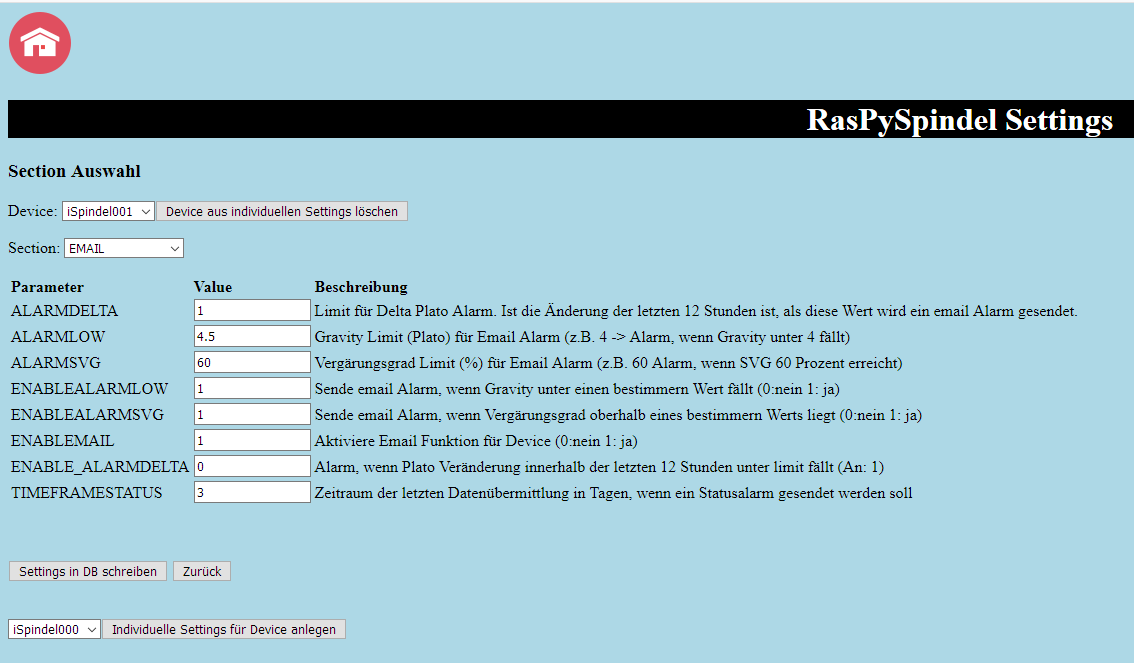 RasPySpindel Settings
Section Auswahl
Device: iSpindel001 Device aus individuellen Settings löschen
Section: EMAIL
Parameter Value Beschreibung
ALARMDELTA 1 Limit für Delta Plato Alarm. Ist die Änderung der letzten 12 Stunden ist, als diese Wert wird ein email Alarm gesendet.
ALARMLOW 4.5 Gravity Limit (Plato) für Email Alarm (z.B. 4 -> Alarm, wenn Gravity unter 4 fällt)
ALARMSVG 60 Vergärungsgrad Limit (%) für Email Alarm (z.B. 60 Alarm, wenn SVG 60 Prozent erreicht)
ENABLEALARMLOW 1 Sende email Alarm, wenn Gravity unter einen bestimmern Wert fällt (0:nein 1: ja)
ENABLEALARMSVG 1 Sende email Alarm, wenn Vergärungsgrad oberhalb eines bestimmern Werts liegt (0:nein 1: ja)
ENABLEMAIL 1 Aktiviere Email Funktion für Device (0:nein 1: ja)
ENABLE_ALARMDELTA 0 Alarm, wenn Plato Veränderung innerhalb der letzten 12 Stunden unter limit fällt (An: 1)
TIMEFRAMESTATUS 3 Zeitraum der letzten Datenübermittlung in Tagen, wenn ein Statusalarm gesendet werden soll
Settings in DB schreiben Zurück
iSpindel000 Individuelle Settings für Device anlegen